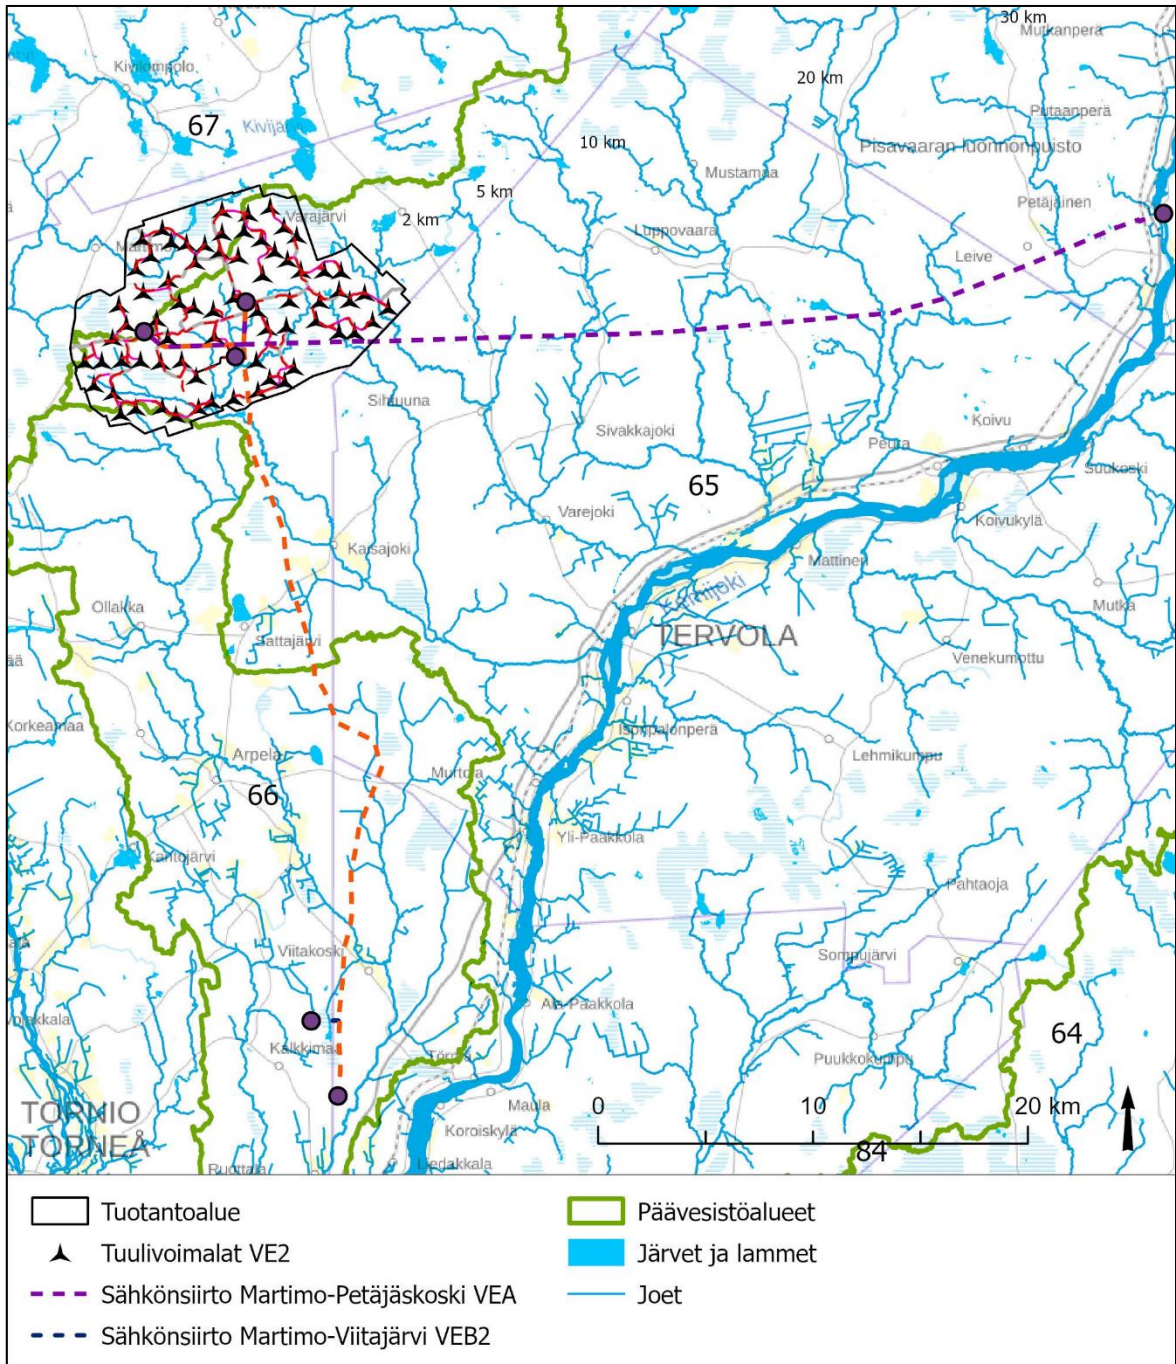 30 km
Mutkanperä
Kivilompolo
20 km
Putaanperä
67
Kivijärvi
10 km
Pisavaaran luonnonpuisto
Mustamaa
5 km
Petäjäinen
Varajärvi
2 km
Luppovaara
Leive
Sihtuuna
Sivakkajoki
Koivu
Peura
65
Suukoski
Varejoki
Koivukylä
Kaisajoki
Mattinen
Kemijoki
Ollakka
Mutka
Sattajärvi
TERVOLA
Venekumottu
Korkeamaa
Isonpalonperä
Arpela
Lehmikumpu
Murtola
66
Yli-Paakkola
Kantojärvi
Pahtaoja
Viitakoski
Sompujärvi
Ala-Paakkola
Vojakkala
64
Kalkkimaa
Törmä
Puukkokumpu
TORNIO
TORNEÅ
Maula
0 10 20 km
Koroiskylä
84
Liedakkala
Ruottala
Tuotantoalue
Tuulivoimalat VE2
Sähkönsiirto Martimo-Petäjäskoski VEA
Sähkönsiirto Martimo-Viitajärvi VEB2
Päävesistöalueet
Järvet ja lammet
Joet